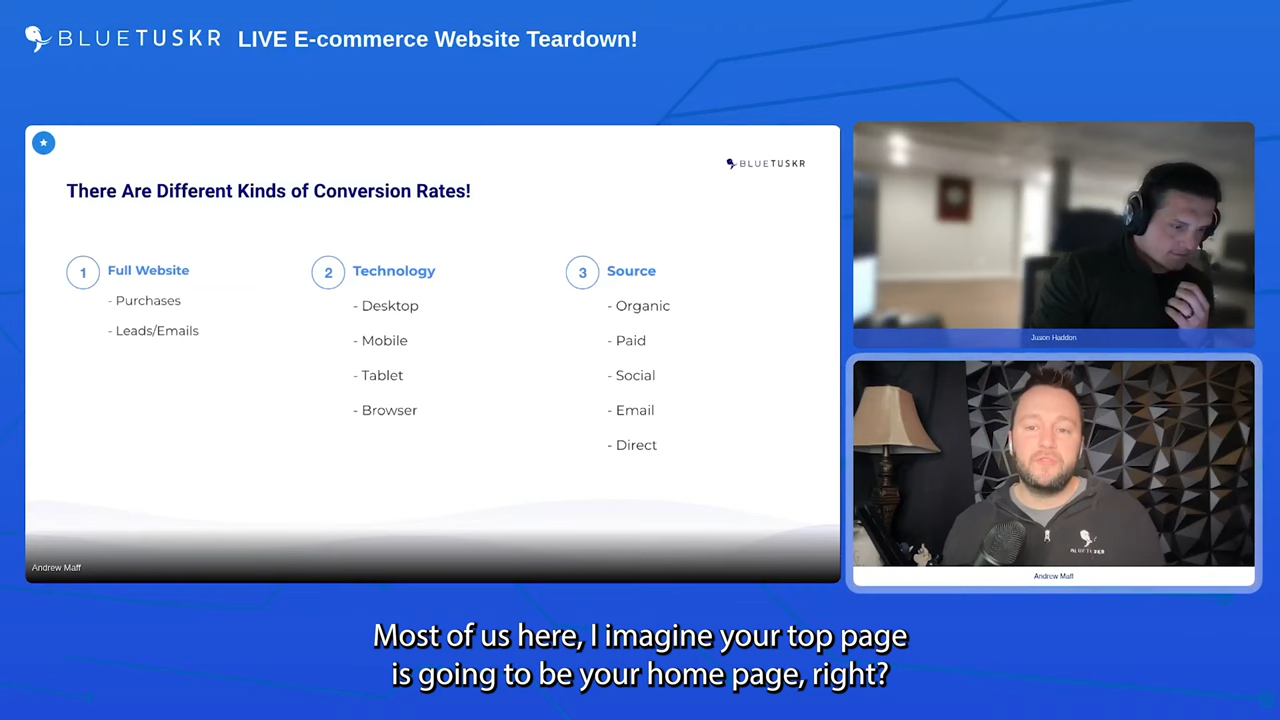 BLUETUSKR LIVE E-commerce Website Teardown!
BLUETUSKR
There Are Different Kinds of Conversion Rates!
1 Full Website
- Purchases
- Leads/Emails
2 Technology
- Desktop
- Mobile
- Tablet
- Browser
3 Source
- Organic
- Paid
- Social
- Email
- Direct
Andrew Maff
Jason Haddon
BLUETUSKR
Andrew Maff
Most of us here, I imagine your top page
is going to be your home page, right?